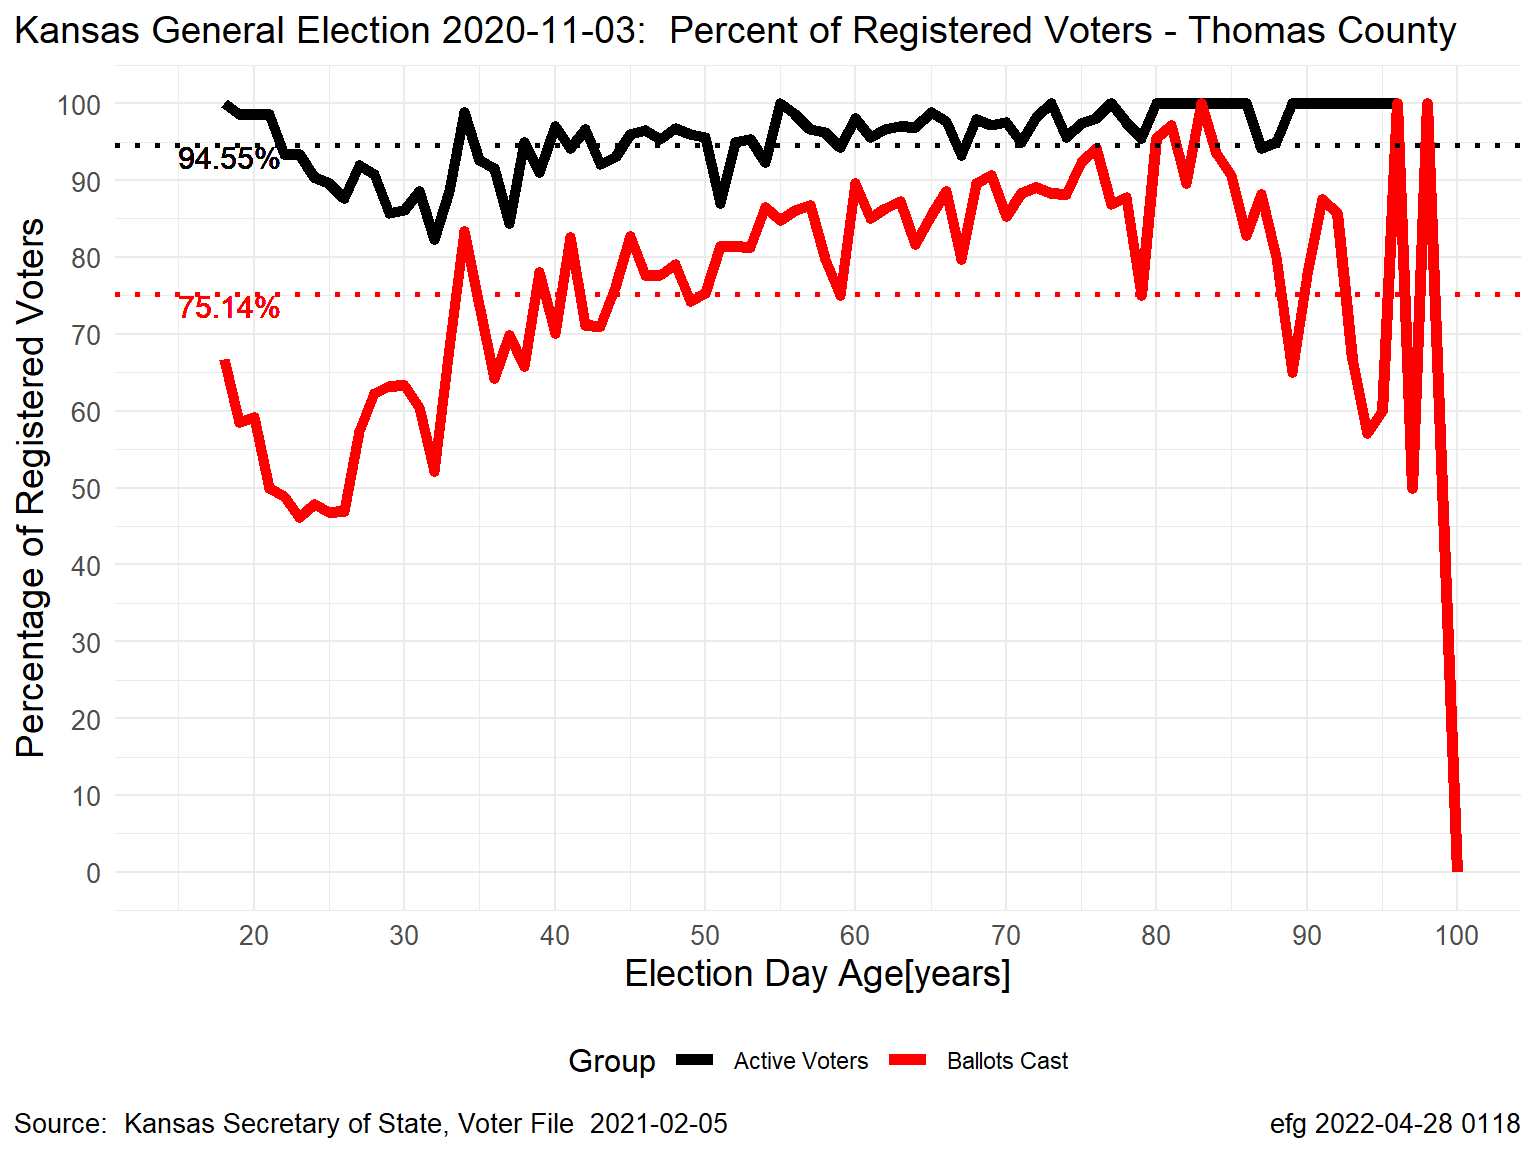 Kansas General Election 2020-11-03:  Percent of Registered Voters - Thomas County
Percentage of Registered Voters
100
90
80
70
60
50
40
30
20
10
0
94.55%
75.14%
20 30 40 50 60 70 80 90 100
Election Day Age[years]
Group Active Voters Ballots Cast
Source:  Kansas Secretary of State, Voter File  2021-02-05
efg 2022-04-28 0118